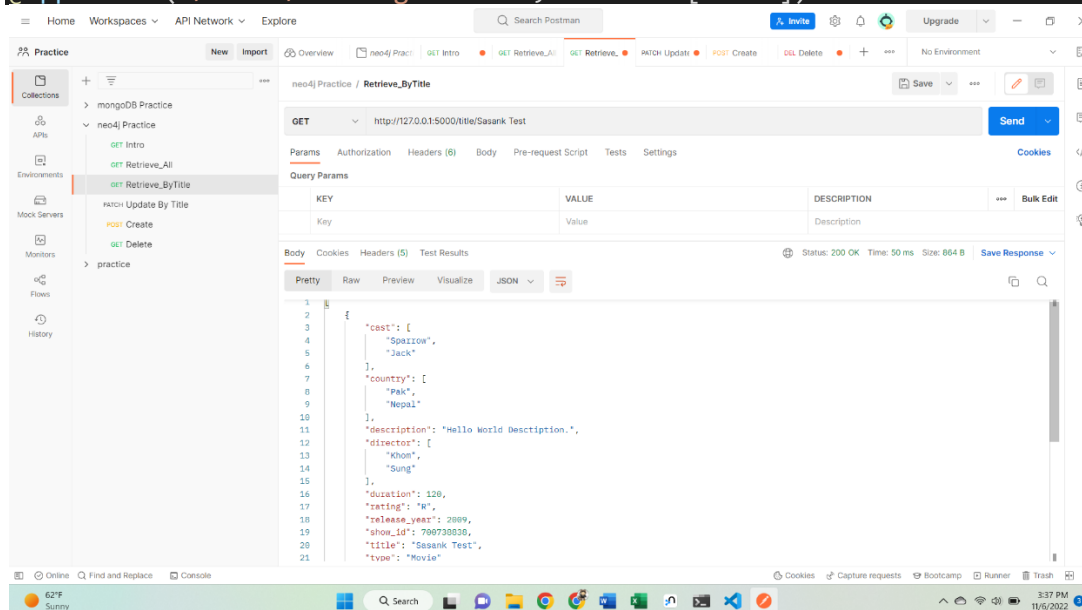 Home Workspaces API Network Explore Search Postman Invite Upgrade
Practice New Import Overview neo4j Practi GET Intro GET Retrieve_Al GET Retrieve_ PATCH Update POST Create DEL Delete No Environment
Collections
APIs
Environments
Mock Servers
Monitors
Flows
History
mongoDB Practice
neo4j Practice
GET Intro
GET Retrieve_All
GET Retrieve_ByTitle
PATCH Update By Title
POST Create
GET Delete
practice
neo4j Practice / Retrieve_ByTitle Save
GET http://127.0.0.1:5000/title/Sasank Test Send
Params Authorization Headers (6) Body Pre-request Script Tests Settings Cookies
Query Params
KEY VALUE DESCRIPTION Bulk Edit
Key Value Description
Body Cookies Headers (5) Test Results Status: 200 OK Time: 50 ms Size: 864 B Save Response
Pretty Raw Preview Visualize JSON
1 [
2 {
3 "cast": [
4 "Sparrow",
5 "Jack"
6 ],
7 "country": [
8 "Pak",
9 "Nepal"
10 ],
11 "description": "Hello World Desctiption.",
12 "director": [
13 "Khom",
14 "Sung"
15 ],
16 "duration": 120,
17 "rating": "R",
18 "release_year": 2009,
19 "show_id": 700738838,
20 "title": "Sasank Test",
21 "type": "Movie"
Online Find and Replace Console Cookies Capture requests Bootcamp Runner Trash
62°F
Sunny
Search
3:37 PM
11/6/2022